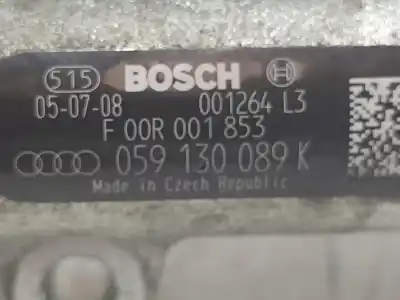 515 BOSCH
05-07-08 001264 L3
F 00R 001 853
059 130 089 K
Made in Czech Republic